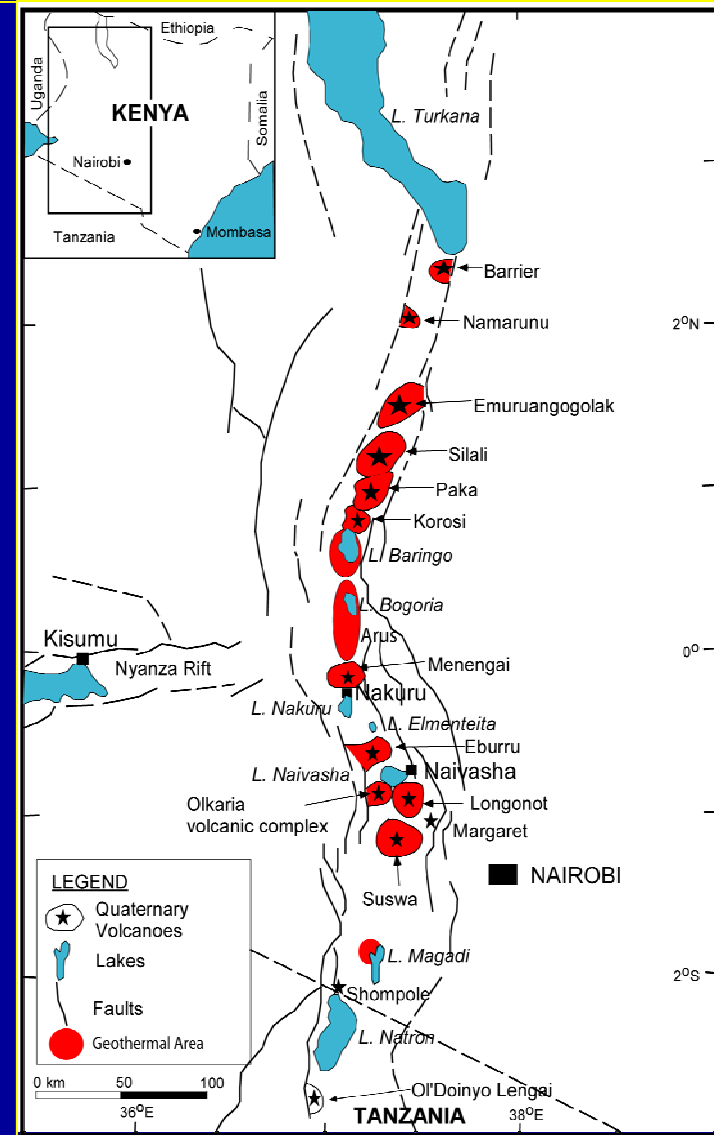 Ethiopia
Uganda
KENYA
Somalia
Nairobi
Tanzania
Mombasa
L. Turkana
Barrier
2°N
Namarunu
Emuruangogolak
Silali
Paka
Korosi
L. Baringo
L. Bogoria
Arus
Kisumu
0°
Nyanza Rift
Menengai
Nakuru
L. Nakuru
L. Elmenteita
Eburru
L. Naivasha
Naivasha
Olkaria
volcanic complex
Longonot
Margaret
NAIROBI
Suswa
LEGEND
Quaternary
Volcanoes
Lakes
Faults
Geothermal Area
L. Magadi
2°S
Shompole
L. Natron
0 km 50 100
Ol'Doinyo Lengai
36°E
TANZANIA
38°E